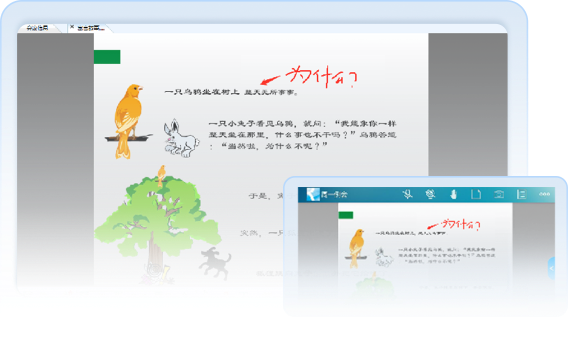 为什么?
一只乌鸦坐在树上 整天无所事事。
一只小兔子看见乌鸦，就问：“我能象你一样
整天坐在那里，什么事也不干吗？”乌鸦答道
：“当然啦，为什么不呢？”
于是，
突然，一只
为什么?
一只乌鸦坐在树上，整天无所事事
一只小兔子看见乌鸦，就问：“我能象你一样
整天坐在那里，什么事也不干吗？”乌鸦答道
：“当然啦，为什么不呢？”